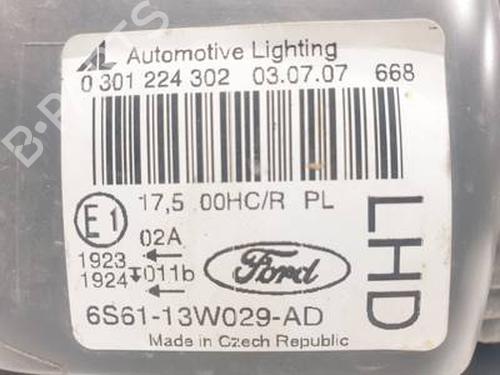 AL Automotive Lighting
0 301 224 302 03.07.07 668
E1 17,5 00HC/R PL
02A
1923
1924 011b
Ford
6S61-13W029-AD
Made in Czech Republic
LHD